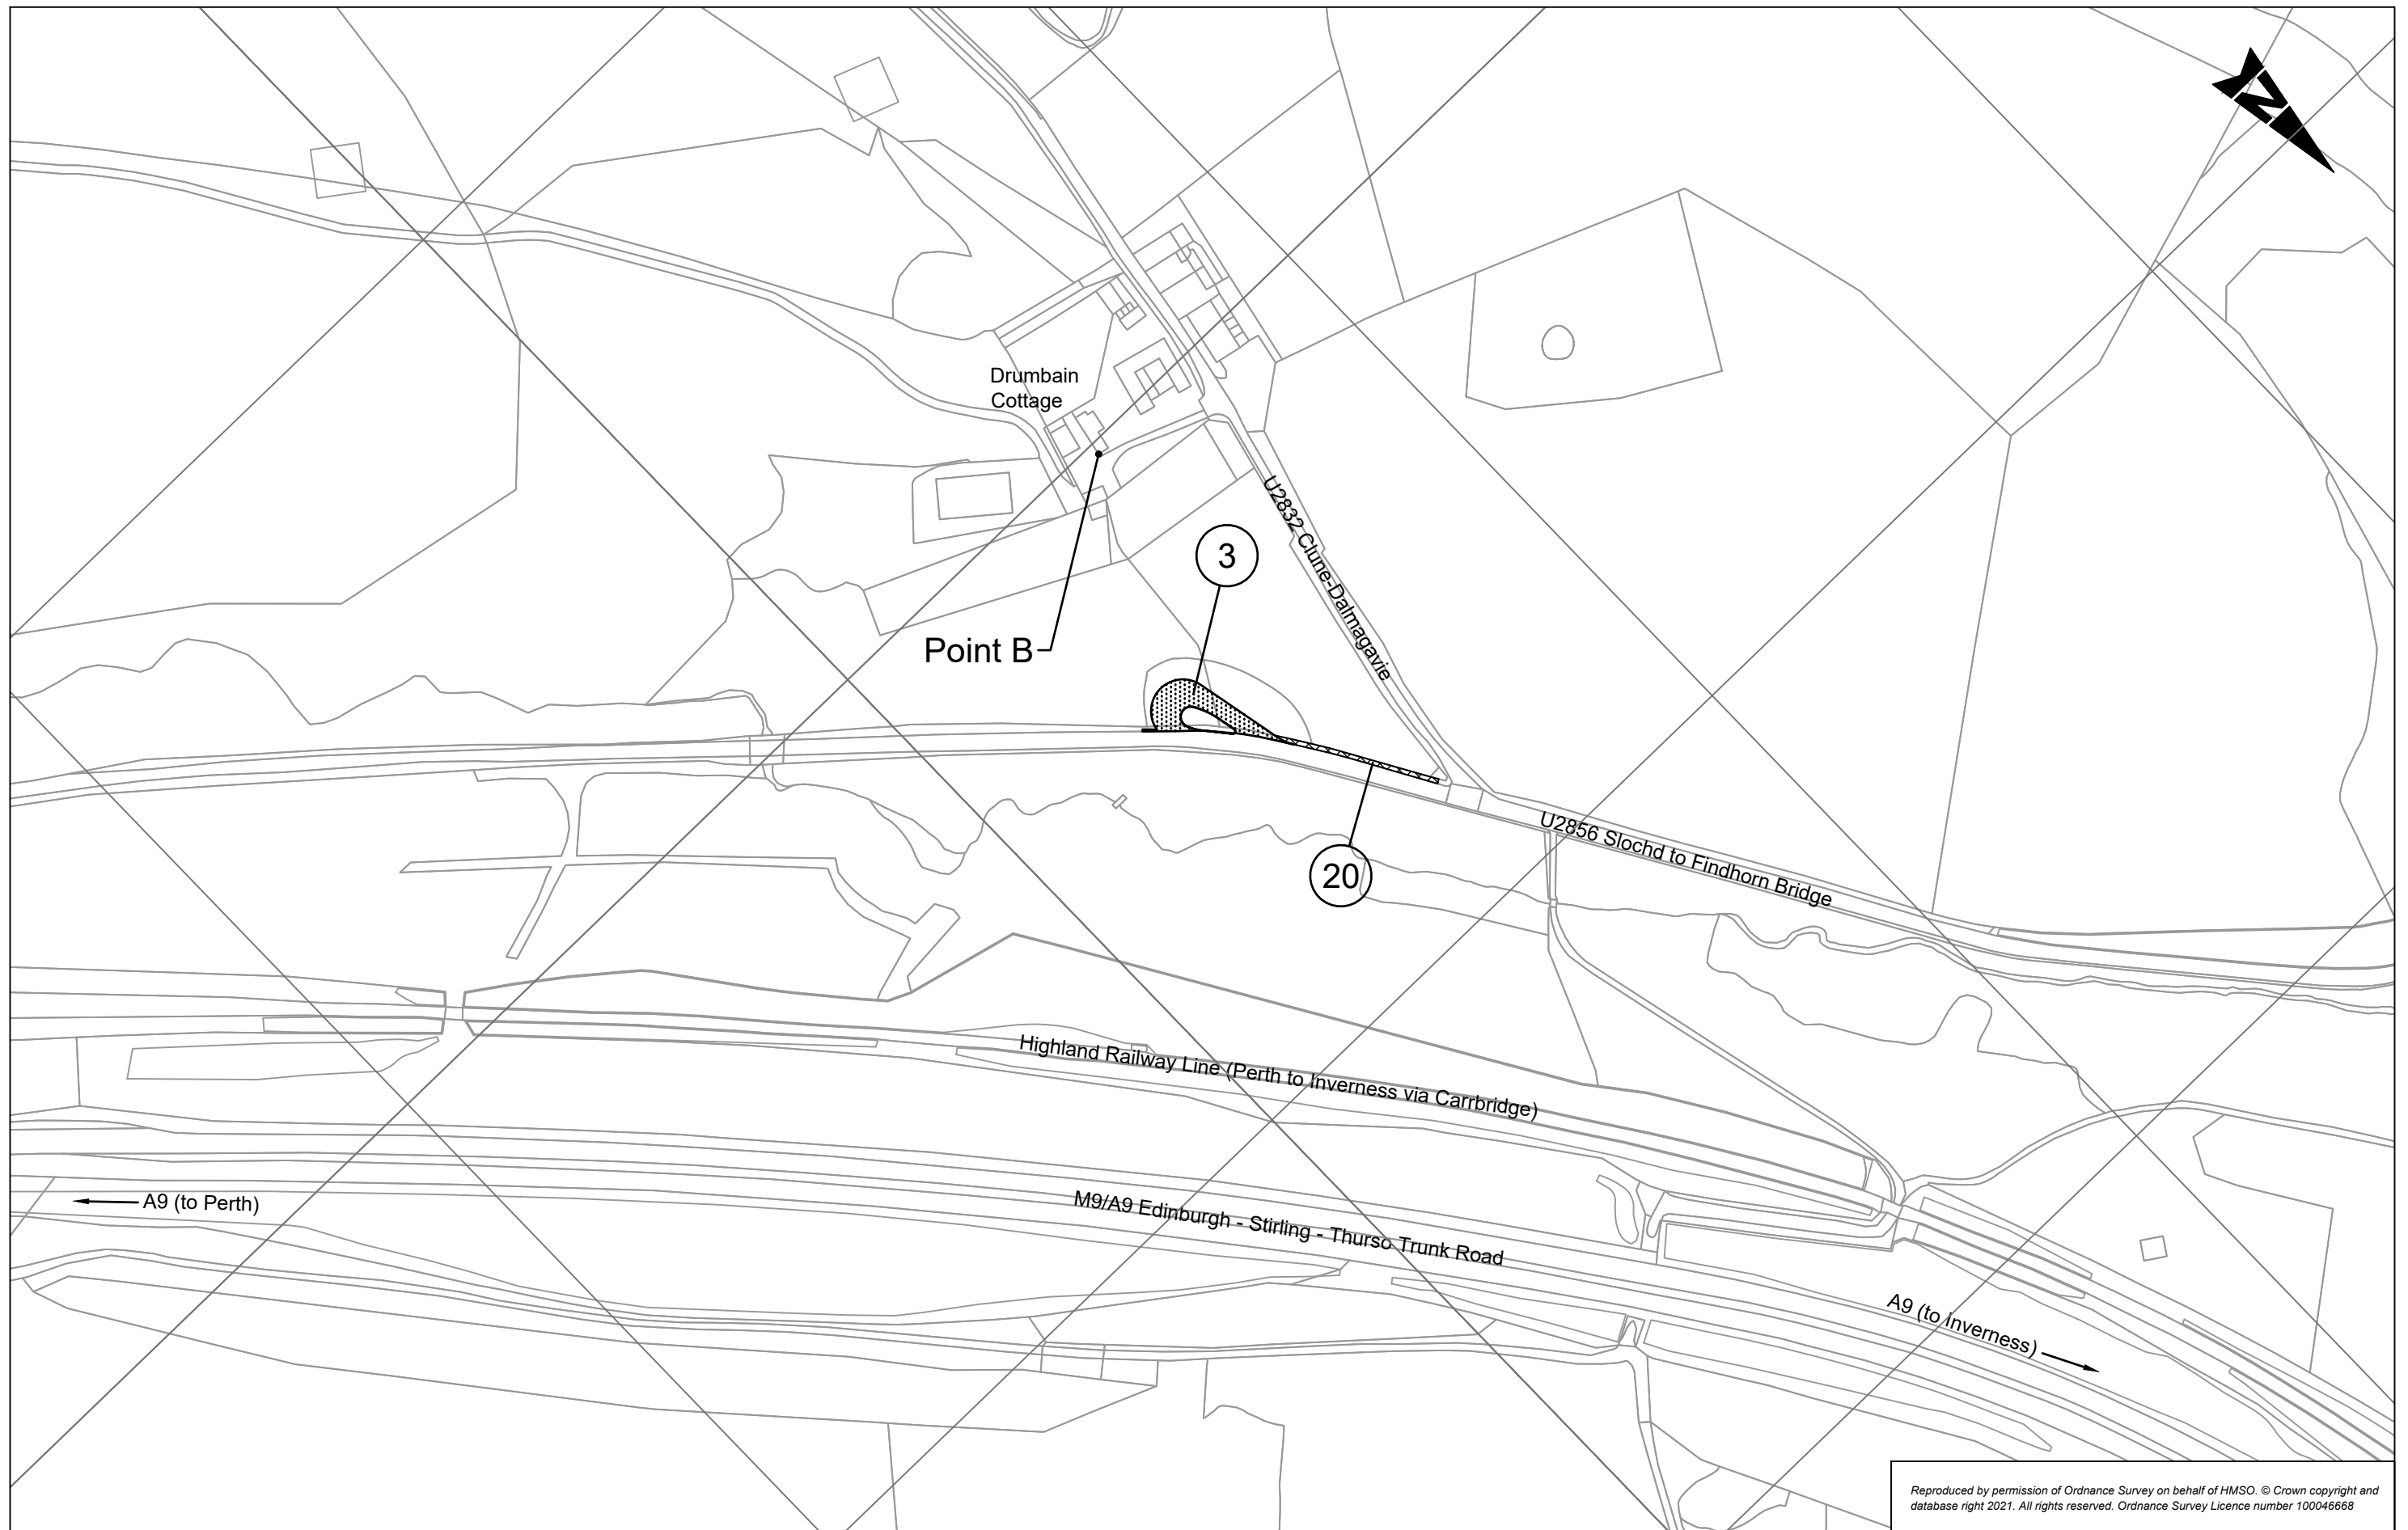 N
Drumbain
Cottage
U2832 Clune-Dalmagavie
3
Point B
20
U2856 Slochd to Findhorn Bridge
Highland Railway Line (Perth to Inverness via Carrbridge)
A9 (to Perth)
M9/A9 Edinburgh - Stirling - Thurso Trunk Road
A9 (to Inverness)
Reproduced by permission of Ordnance Survey on behalf of HMSO. © Crown copyright and
database right 2021. All rights reserved. Ordnance Survey Licence number 100046668